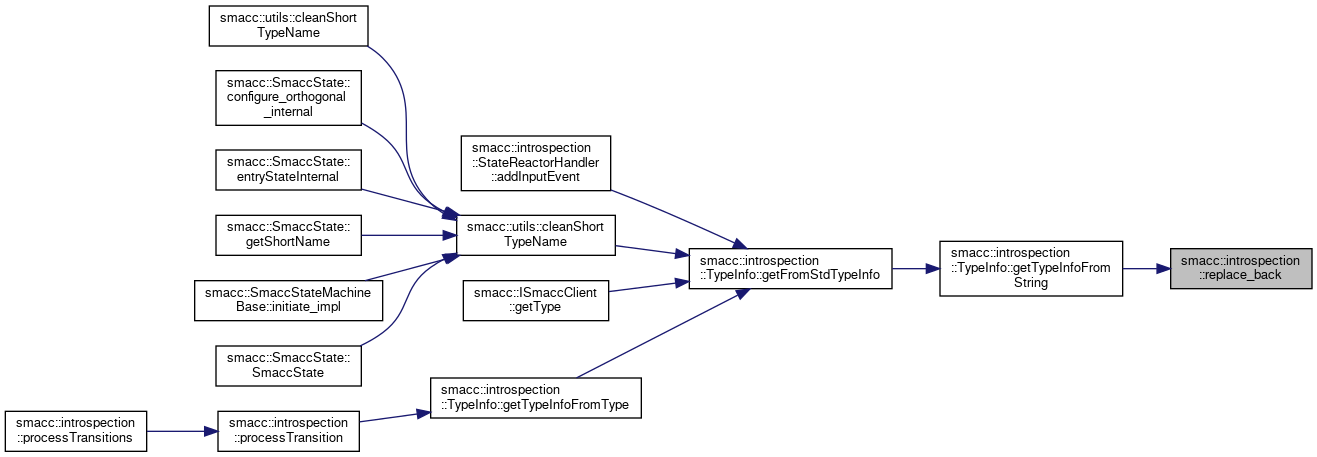 smacc::utils::cleanShort
TypeName
smacc::SmaccState::
configure_orthogonal
_internal
smacc::SmaccState::
entryStateInternal
smacc::SmaccState::
getShortName
smacc::SmaccStateMachine
Base::initiate_impl
smacc::SmaccState::
SmaccState
smacc::introspection
::processTransitions
smacc::introspection
::processTransition
smacc::introspection
::StateReactorHandler
::addInputEvent
smacc::utils::cleanShort
TypeName
smacc::ISmaccClient
::getType
smacc::introspection
::TypeInfo::getTypeInfoFromType
smacc::introspection
::TypeInfo::getFromStdTypeInfo
smacc::introspection
::TypeInfo::getTypeInfoFrom
String
smacc::introspection
::replace_back